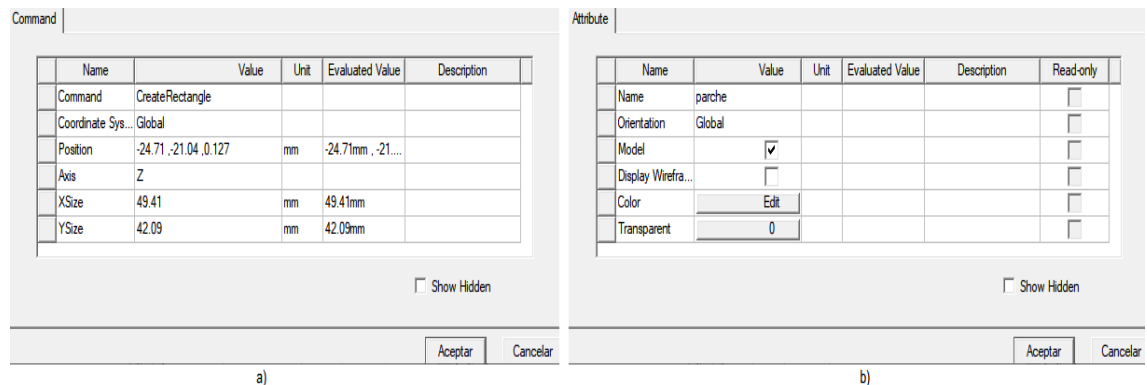 Command
Name Value Unit Evaluated Value Description
Command CreateRectangle
Coordinate Sys... Global
Position -24.71 ,-21.04 ,0.127 mm -24.71mm , -21....
Axis Z
XSize 49.41 mm 49.41mm
YSize 42.09 mm 42.09mm
Show Hidden
Aceptar Cancelar
a)
Attribute
Name Value Unit Evaluated Value Description Read-only
Name parche
Orientation Global
Model
Display Wirefra...
Color Edit
Transparent 0
Show Hidden
Aceptar Cancelar
b)